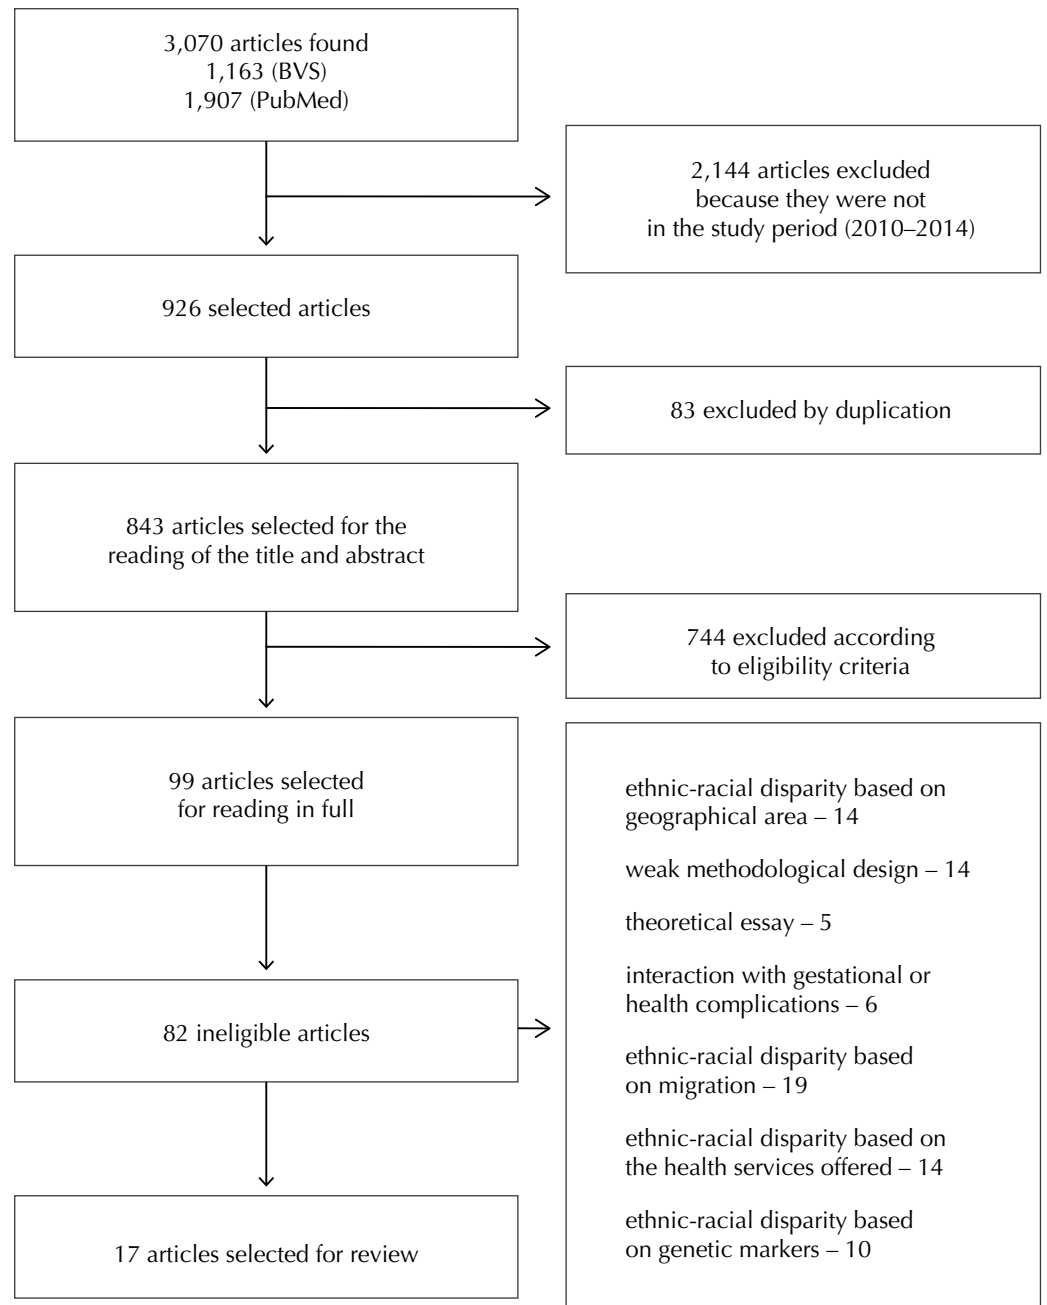 3,070 articles found
1,163 (BVS)
1,907 (PubMed)
2,144 articles excluded
because they were not
in the study period (2010–2014)
926 selected articles
83 excluded by duplication
843 articles selected for the
reading of the title and abstract
744 excluded according
to eligibility criteria
99 articles selected
for reading in full
ethnic-racial disparity based on
geographical area – 14
weak methodological design – 14
theoretical essay – 5
interaction with gestational or
health complications – 6
ethnic-racial disparity based
on migration – 19
ethnic-racial disparity based on
the health services offered – 14
ethnic-racial disparity based
on genetic markers – 10
82 ineligible articles
17 articles selected for review